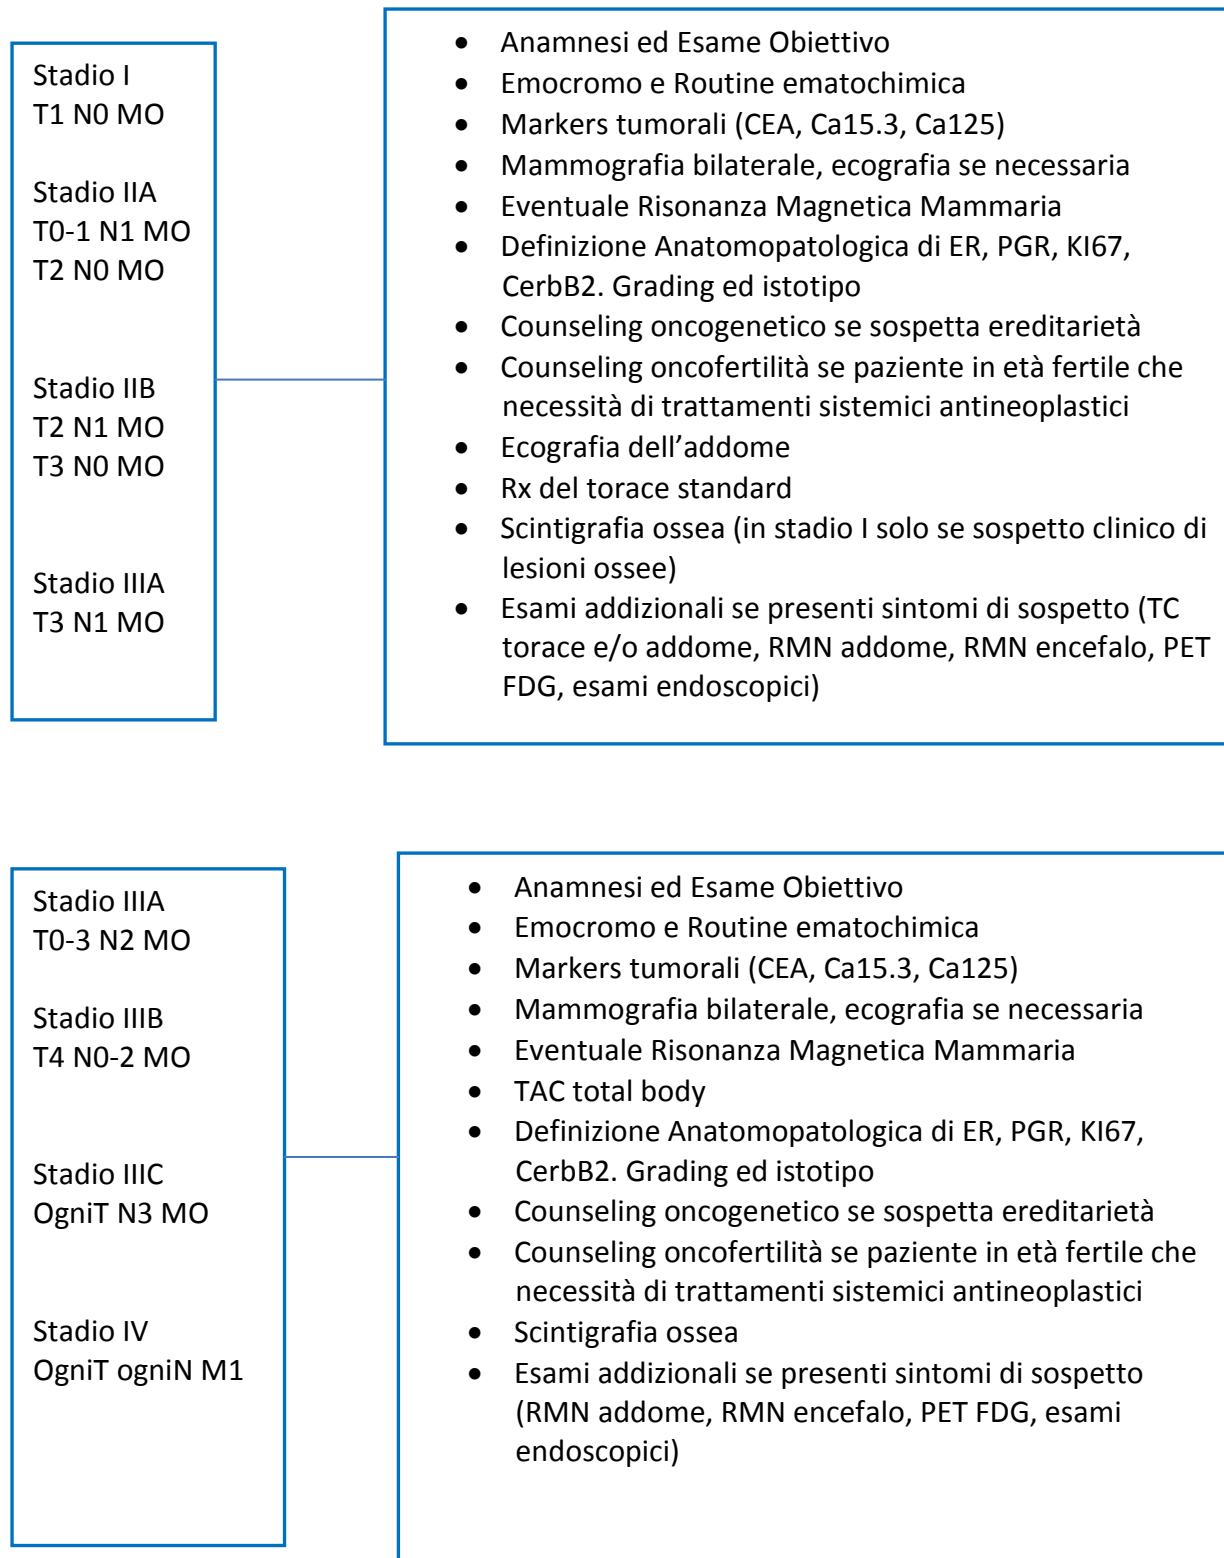 Stadio I
T1 N0 MO
Stadio IIA
T0-1 N1 MO
T2 N0 MO
Stadio IIB
T2 N1 MO
T3 N0 MO
Stadio IIIA
T3 N1 MO
• Anamnesi ed Esame Obiettivo
• Emocromo e Routine ematochimica
• Markers tumorali (CEA, Ca15.3, Ca125)
• Mammografia bilaterale, ecografia se necessaria
• Eventuale Risonanza Magnetica Mammaria
• Definizione Anatomopatologica di ER, PGR, KI67,
CerbB2. Grading ed istotipo
• Counseling oncogenetico se sospetta ereditarietà
• Counseling oncofertilità se paziente in età fertile che
necessità di trattamenti sistemici antineoplastici
• Ecografia dell’addome
• Rx del torace standard
• Scintigrafia ossea (in stadio I solo se sospetto clinico di
lesioni ossee)
• Esami addizionali se presenti sintomi di sospetto (TC
torace e/o addome, RMN addome, RMN encefalo, PET
FDG, esami endoscopici)
Stadio IIIA
T0-3 N2 MO
Stadio IIIB
T4 N0-2 MO
Stadio IIIC
OgniT N3 MO
Stadio IV
OgniT ogniN M1
• Anamnesi ed Esame Obiettivo
• Emocromo e Routine ematochimica
• Markers tumorali (CEA, Ca15.3, Ca125)
• Mammografia bilaterale, ecografia se necessaria
• Eventuale Risonanza Magnetica Mammaria
• TAC total body
• Definizione Anatomopatologica di ER, PGR, KI67,
CerbB2. Grading ed istotipo
• Counseling oncogenetico se sospetta ereditarietà
• Counseling oncofertilità se paziente in età fertile che
necessità di trattamenti sistemici antineoplastici
• Scintigrafia ossea
• Esami addizionali se presenti sintomi di sospetto
(RMN addome, RMN encefalo, PET FDG, esami
endoscopici)